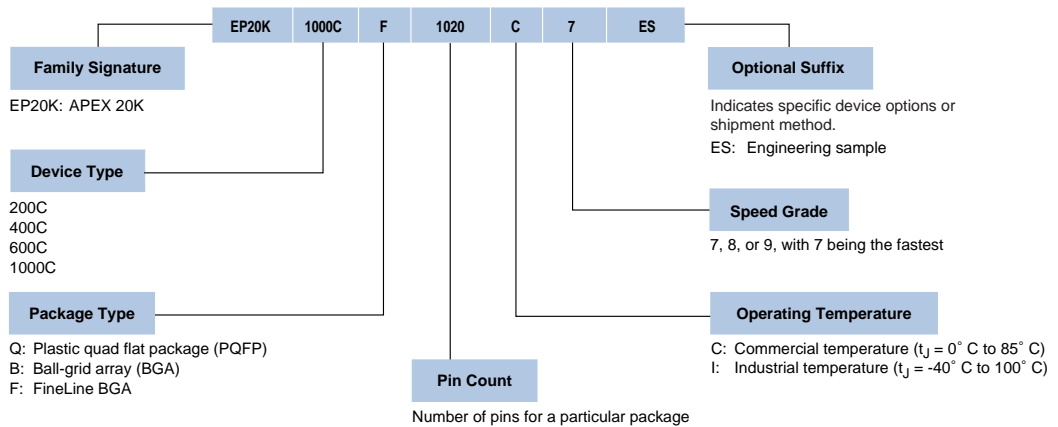 EP20K 1000C F 1020 C 7 ES
Family Signature
EP20K: APEX 20K
Optional Suffix
Indicates specific device options or
shipment method.
ES: Engineering sample
Device Type
200C
400C
600C
1000C
Speed Grade
7, 8, or 9, with 7 being the fastest
Package Type
Q: Plastic quad flat package (PQFP)
B: Ball-grid array (BGA)
F: FineLine BGA
Operating Temperature
C: Commercial temperature (tJ = 0˚ C to 85˚ C)
I: Industrial temperature (tJ = -40˚ C to 100˚ C)
Pin Count
Number of pins for a particular package